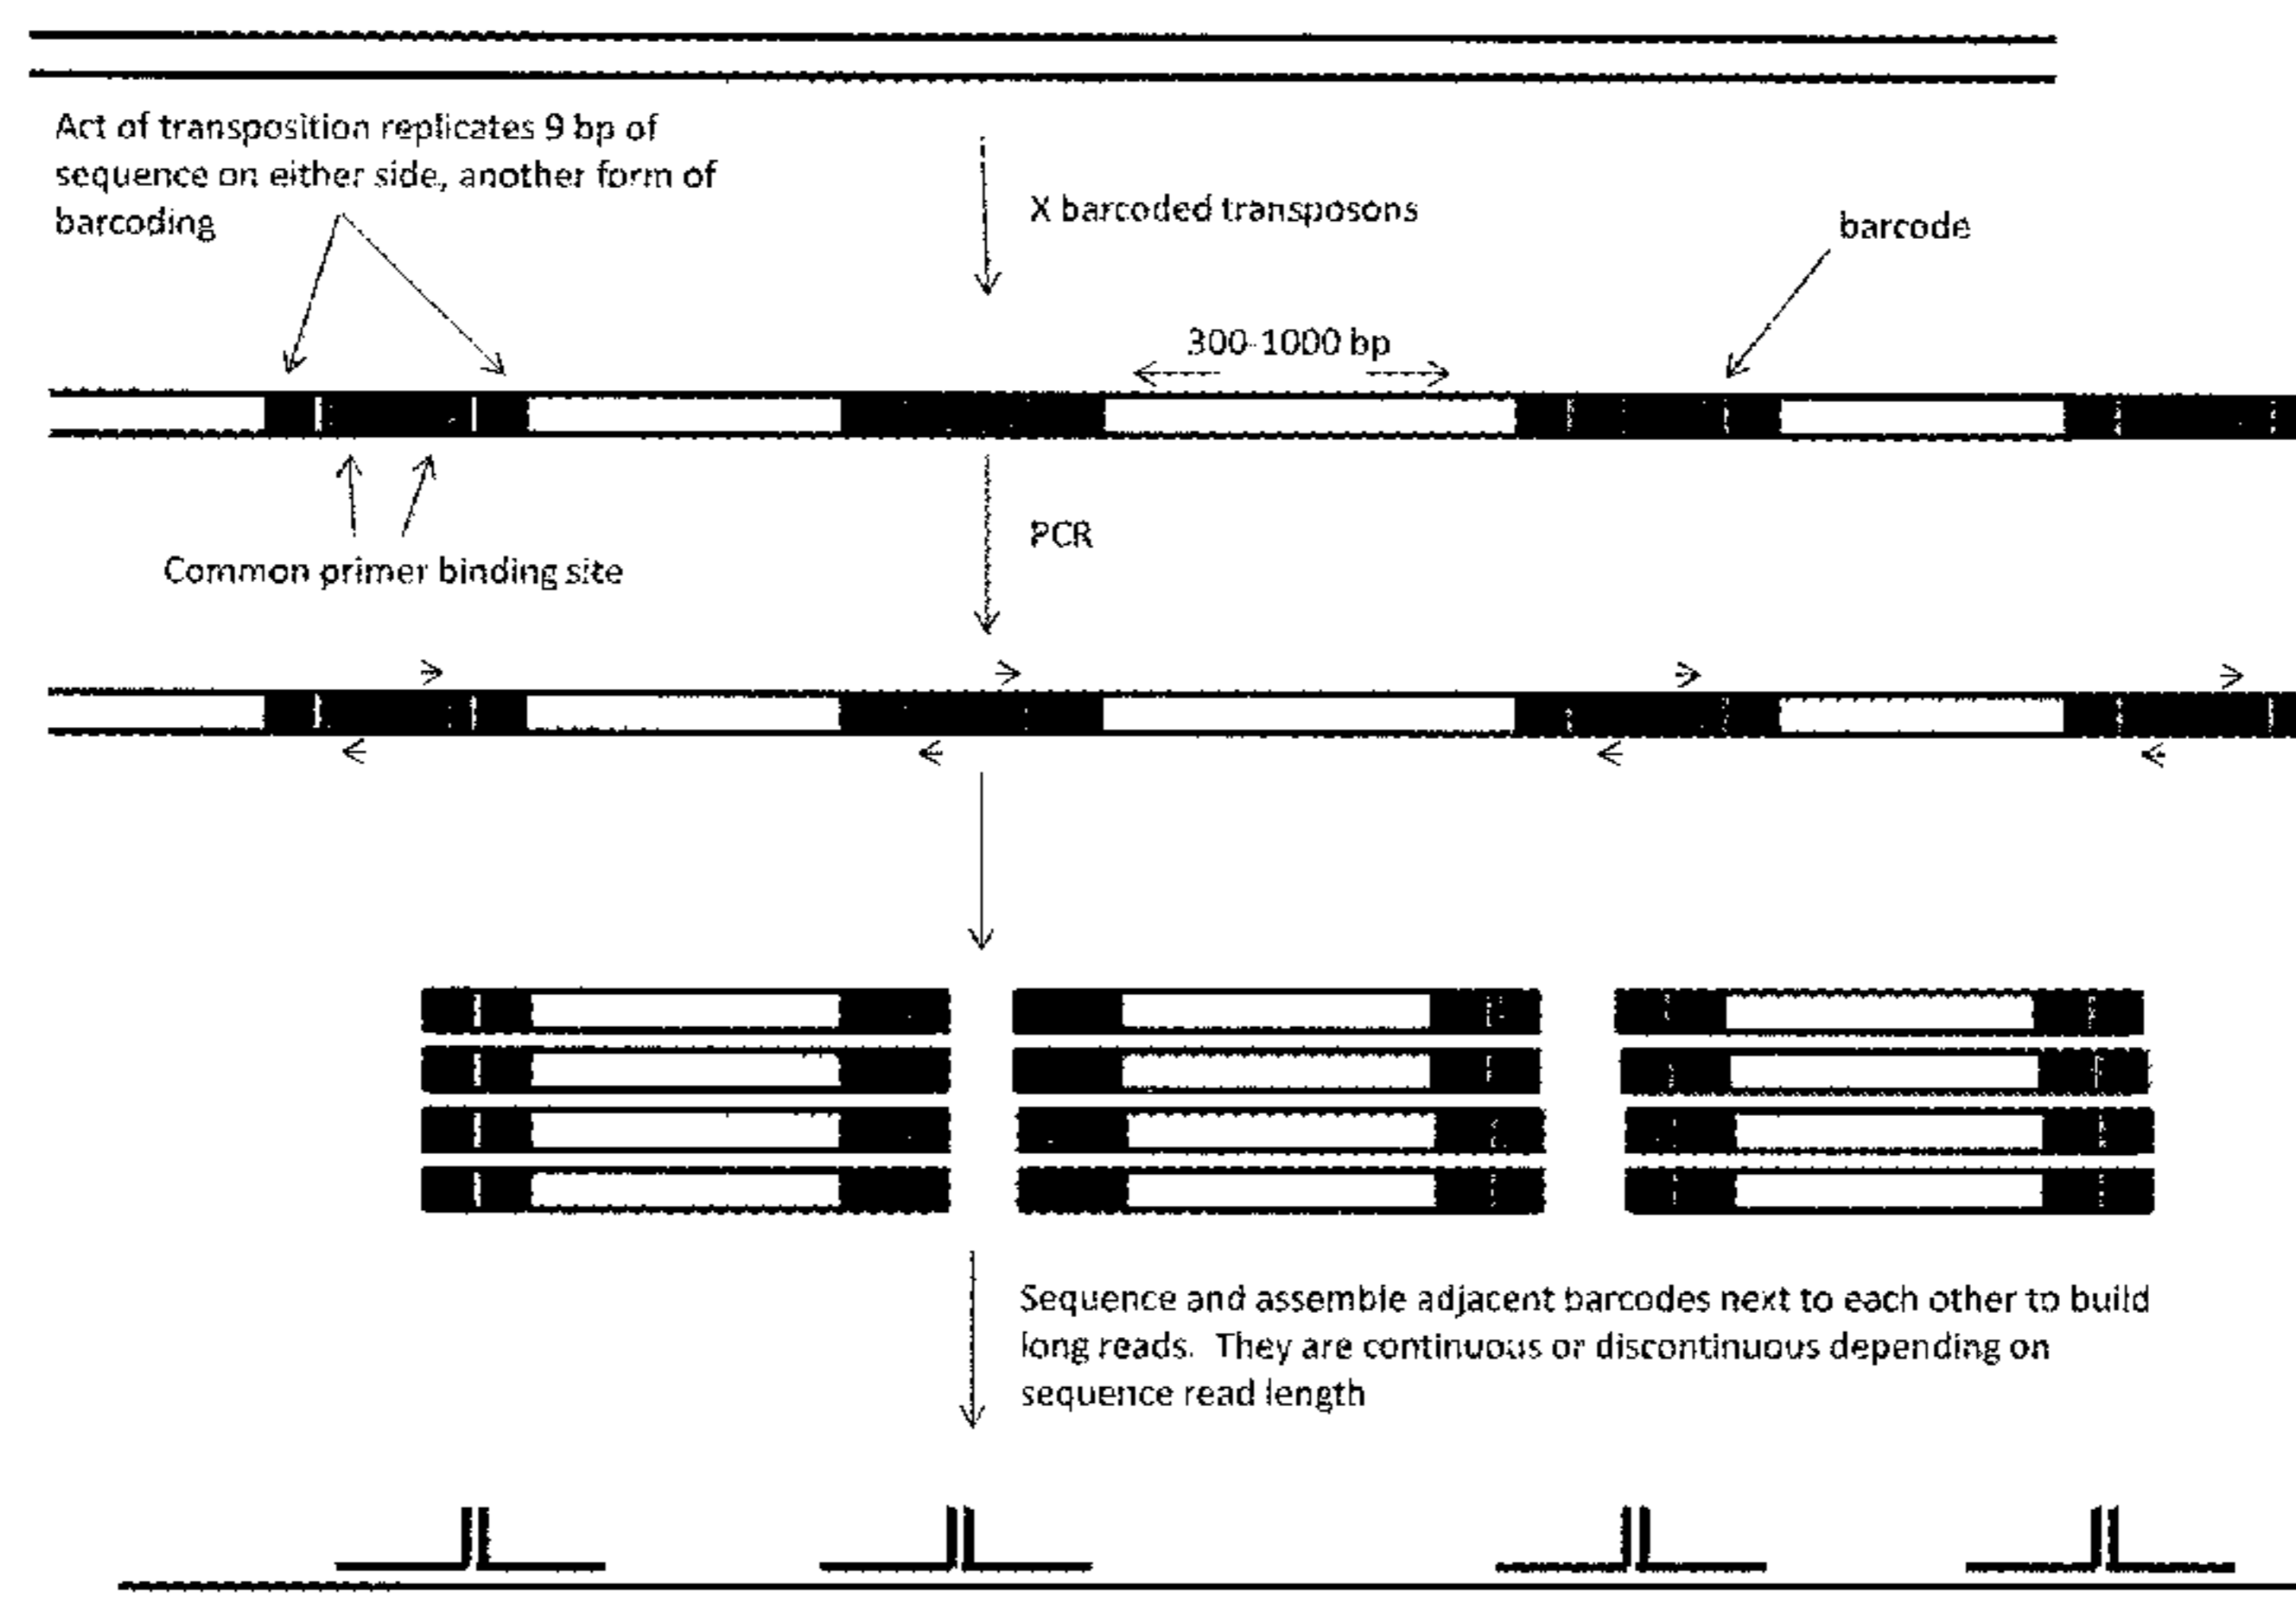 Act of transposition replicates 9 bp of
sequence on either side, another form of
barcoding
X barcoded transposons
barcode
300-1000 bp
Common primer binding site
PCR
Sequence and assemble adjacent barcodes next to each other to build
long reads. They are continuous or discontinuous depending on
sequence read length